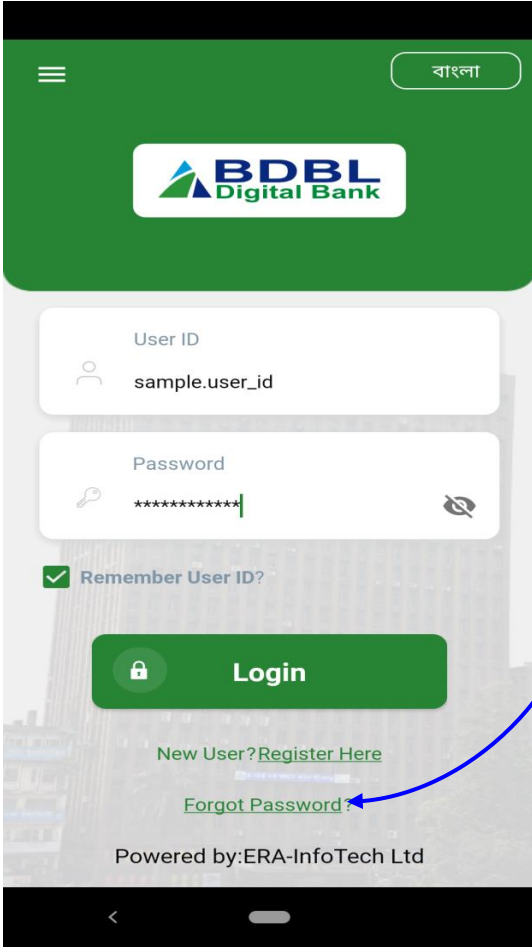 বাংলা
BDBL
Digital Bank
User ID
sample.user_id
Password
************
Remember User ID?
Login
New User?Register Here
Forgot Password?
Powered by:ERA-InfoTech Ltd